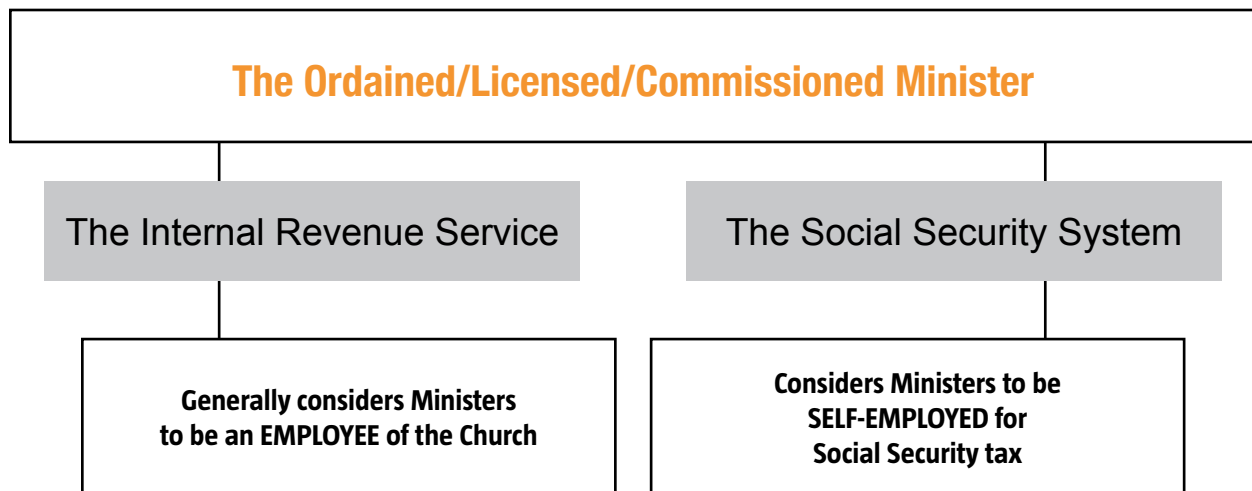 The Ordained/Licensed/Commissioned Minister
The Internal Revenue Service
The Social Security System
Generally considers Ministers
to be an EMPLOYEE of the Church
Considers Ministers to be
SELF-EMPLOYED for
Social Security tax